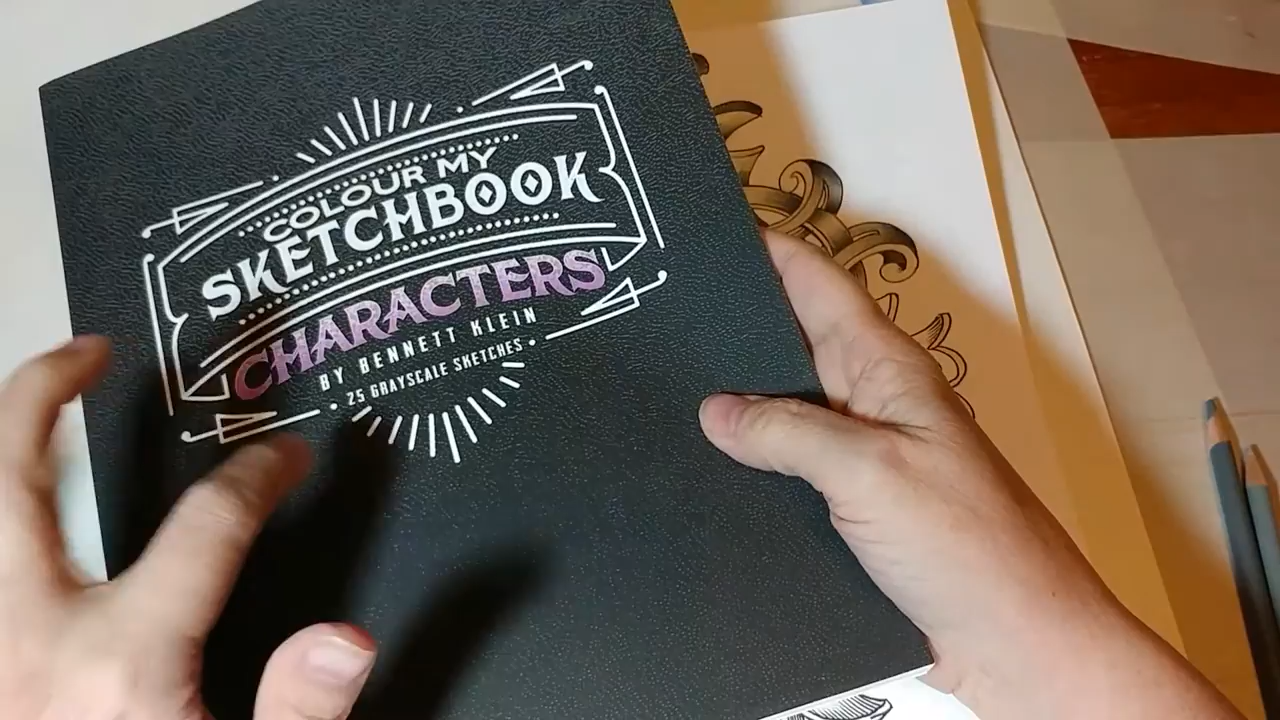 COLOUR MY
SKETCHBOOK
CHARACTERS
BY BENNETT KLEIN
25 GRAYSCALE SKETCHES